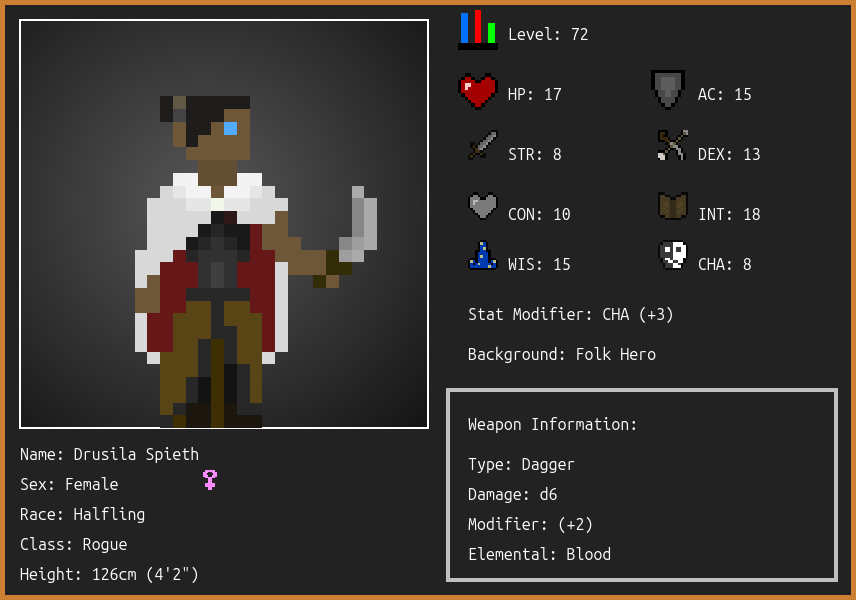 Level: 72
HP: 17
AC: 15
STR: 8
DEX: 13
CON: 10
INT: 18
WIS: 15
CHA: 8
Stat Modifier: CHA (+3)
Background: Folk Hero
Weapon Information:
Type: Dagger
Damage: d6
Modifier: (+2)
Elemental: Blood
Name: Drusila Spieth
Sex: Female
Race: Halfling
Class: Rogue
Height: 126cm (4'2")